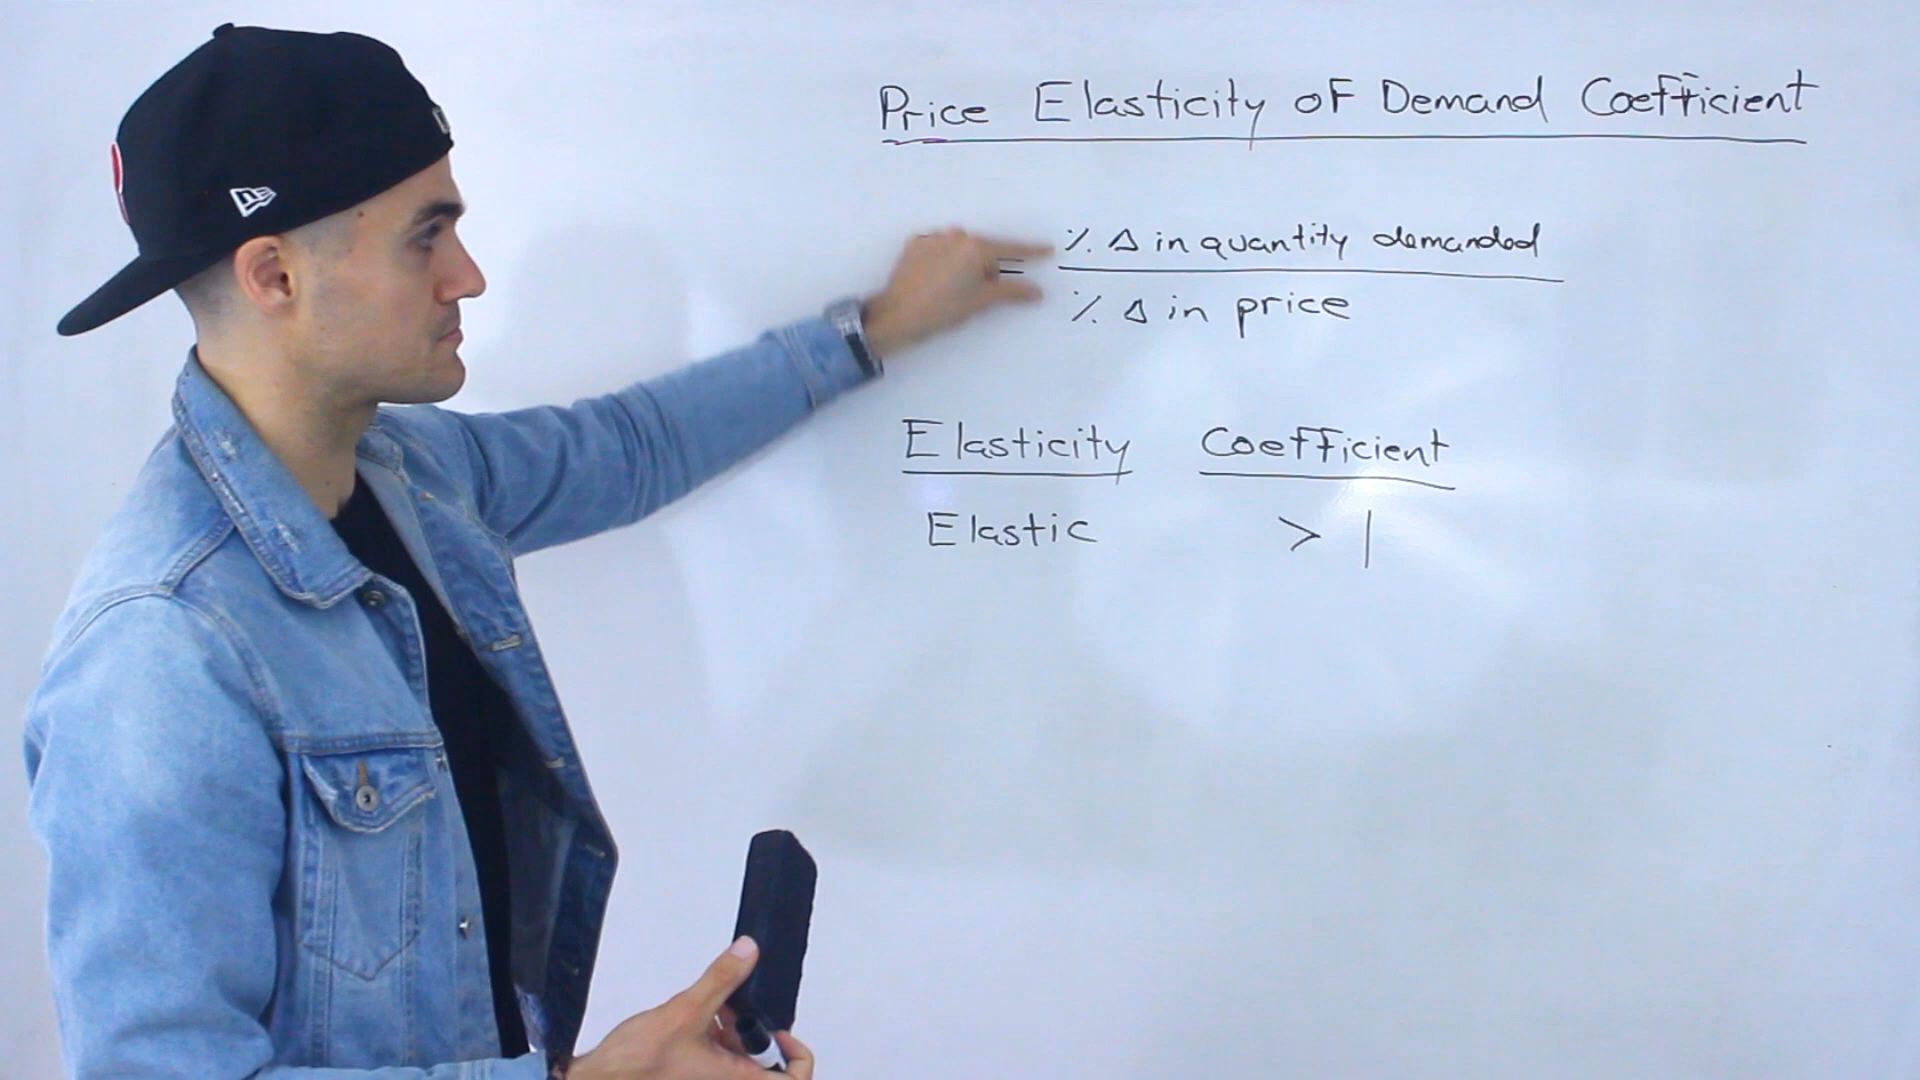 Price Elasticity of Demand Coefficient
= % Δ in quantity demanded
% Δ in price
Elasticity Coefficient
Elastic > 1